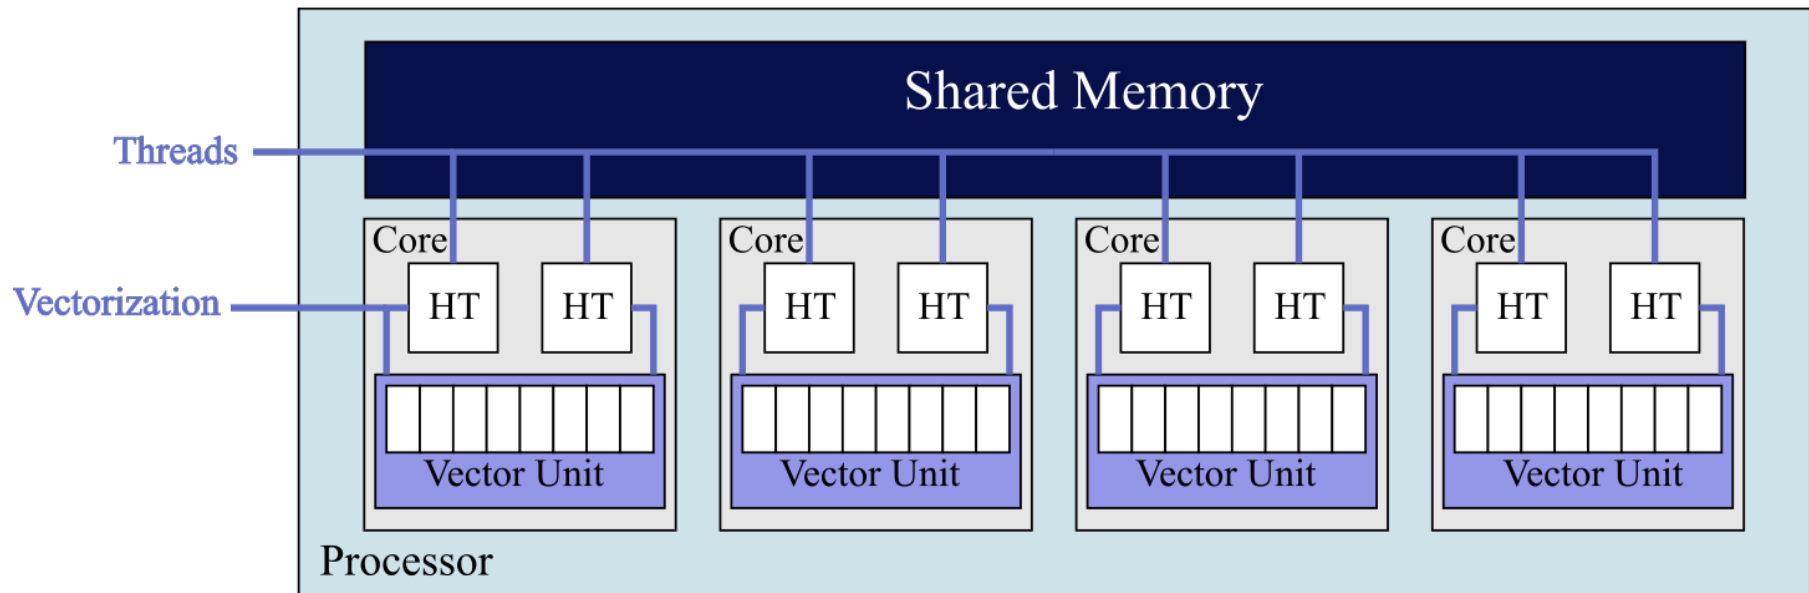 Shared Memory
Threads
Core
Core
Core
Core
Vectorization
HT
HT
HT
HT
HT
HT
HT
HT
Vector Unit
Vector Unit
Vector Unit
Vector Unit
Processor